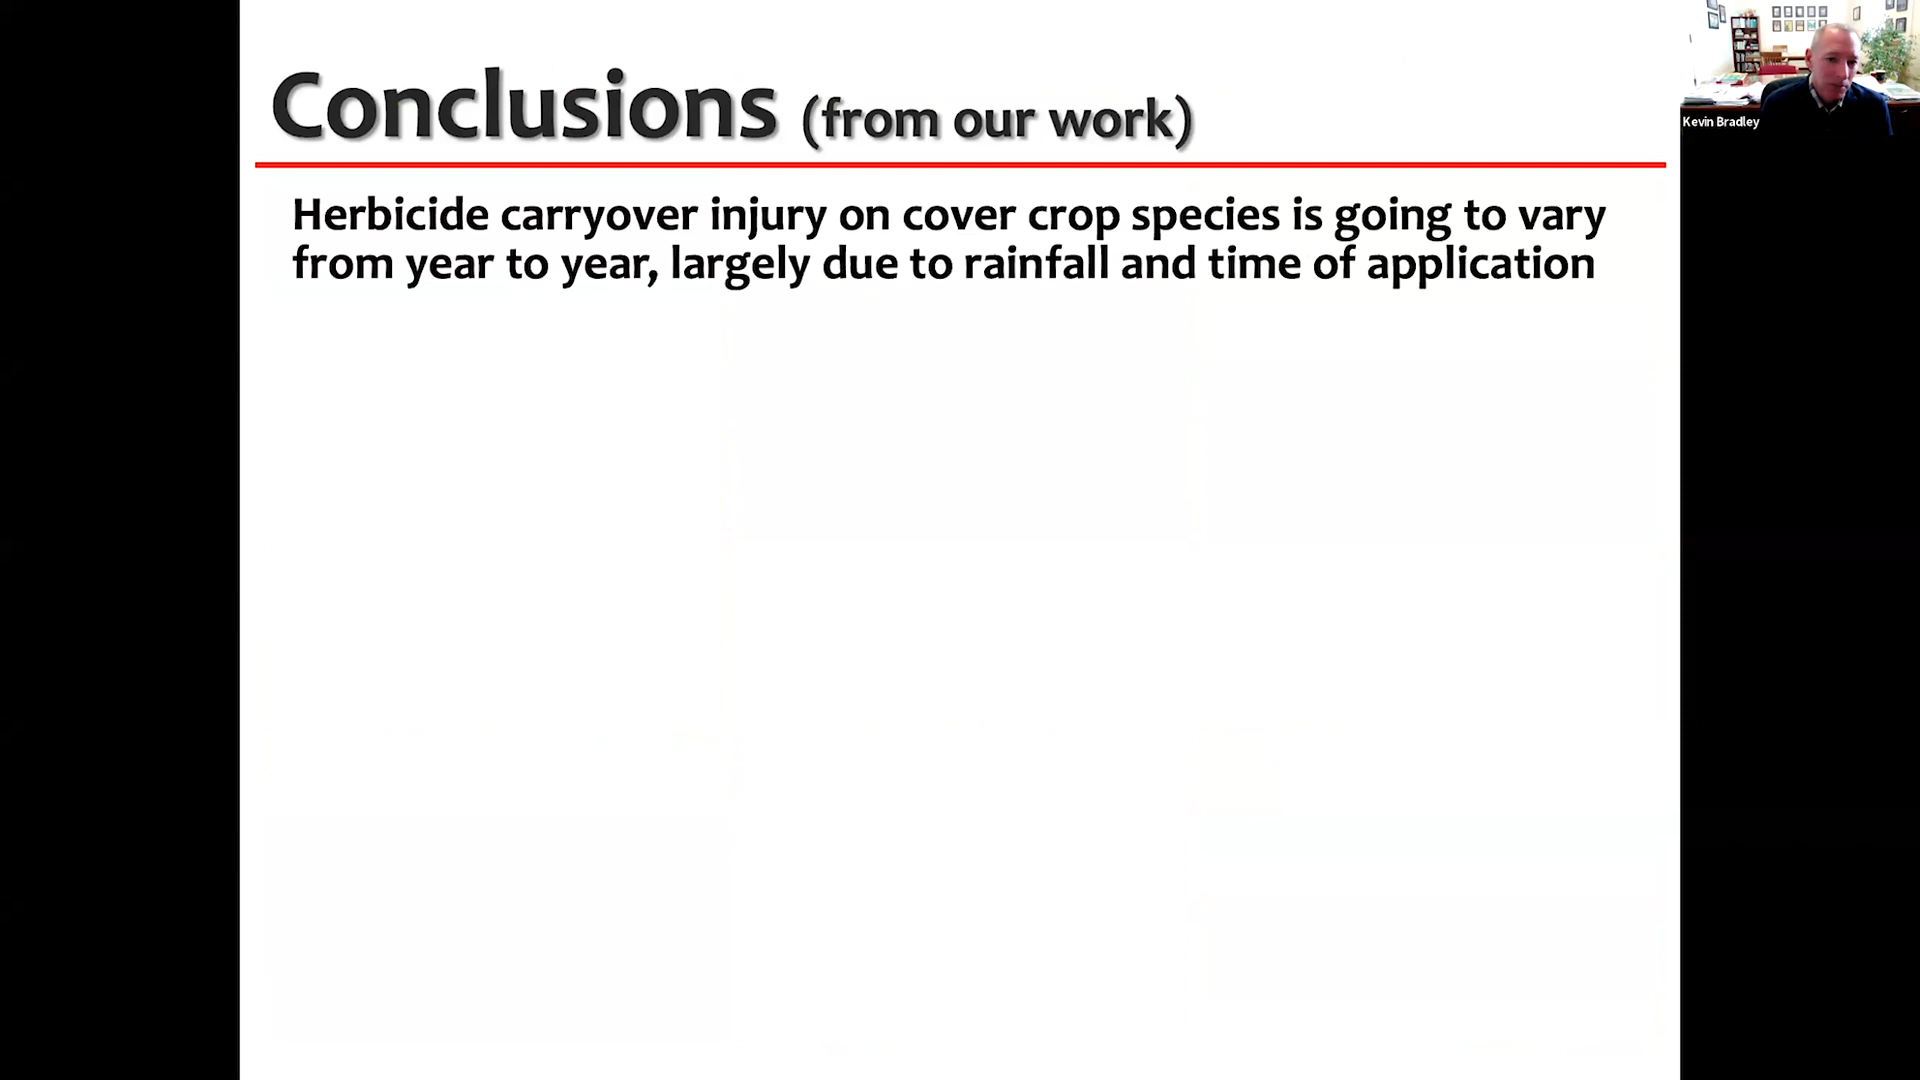 Conclusions (from our work)
Herbicide carryover injury on cover crop species is going to vary
from year to year, largely due to rainfall and time of application
Kevin Bradley